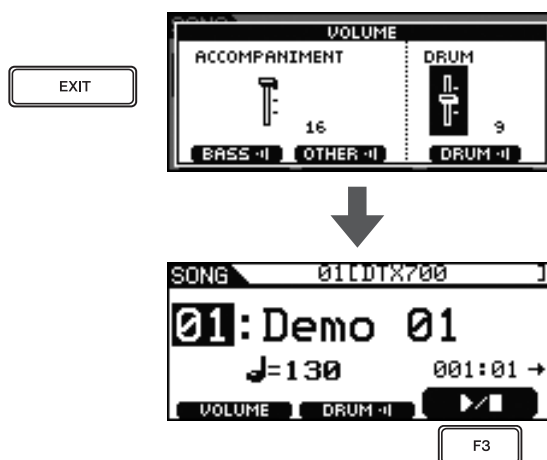 VOLUME
ACCOMPANIMENT DRUM
EXIT
16 9
BASS OTHER DRUM
SONG 01[DTX700 ]
01:Demo 01
♩=130 001:01→
VOLUME DRUM ▶/■
F3